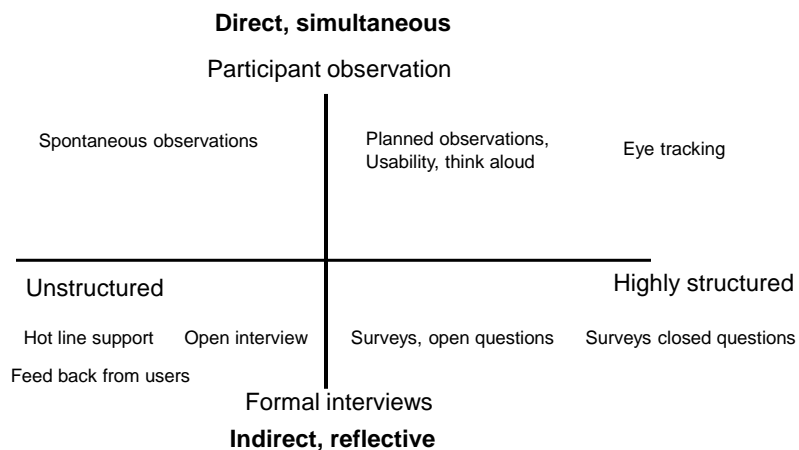 Direct, simultaneous
Participant observation
Spontaneous observations
Planned observations,
Usability, think aloud
Eye tracking
Unstructured
Highly structured
Hot line support
Open interview
Surveys, open questions
Surveys closed questions
Feed back from users
Formal interviews
Indirect, reflective